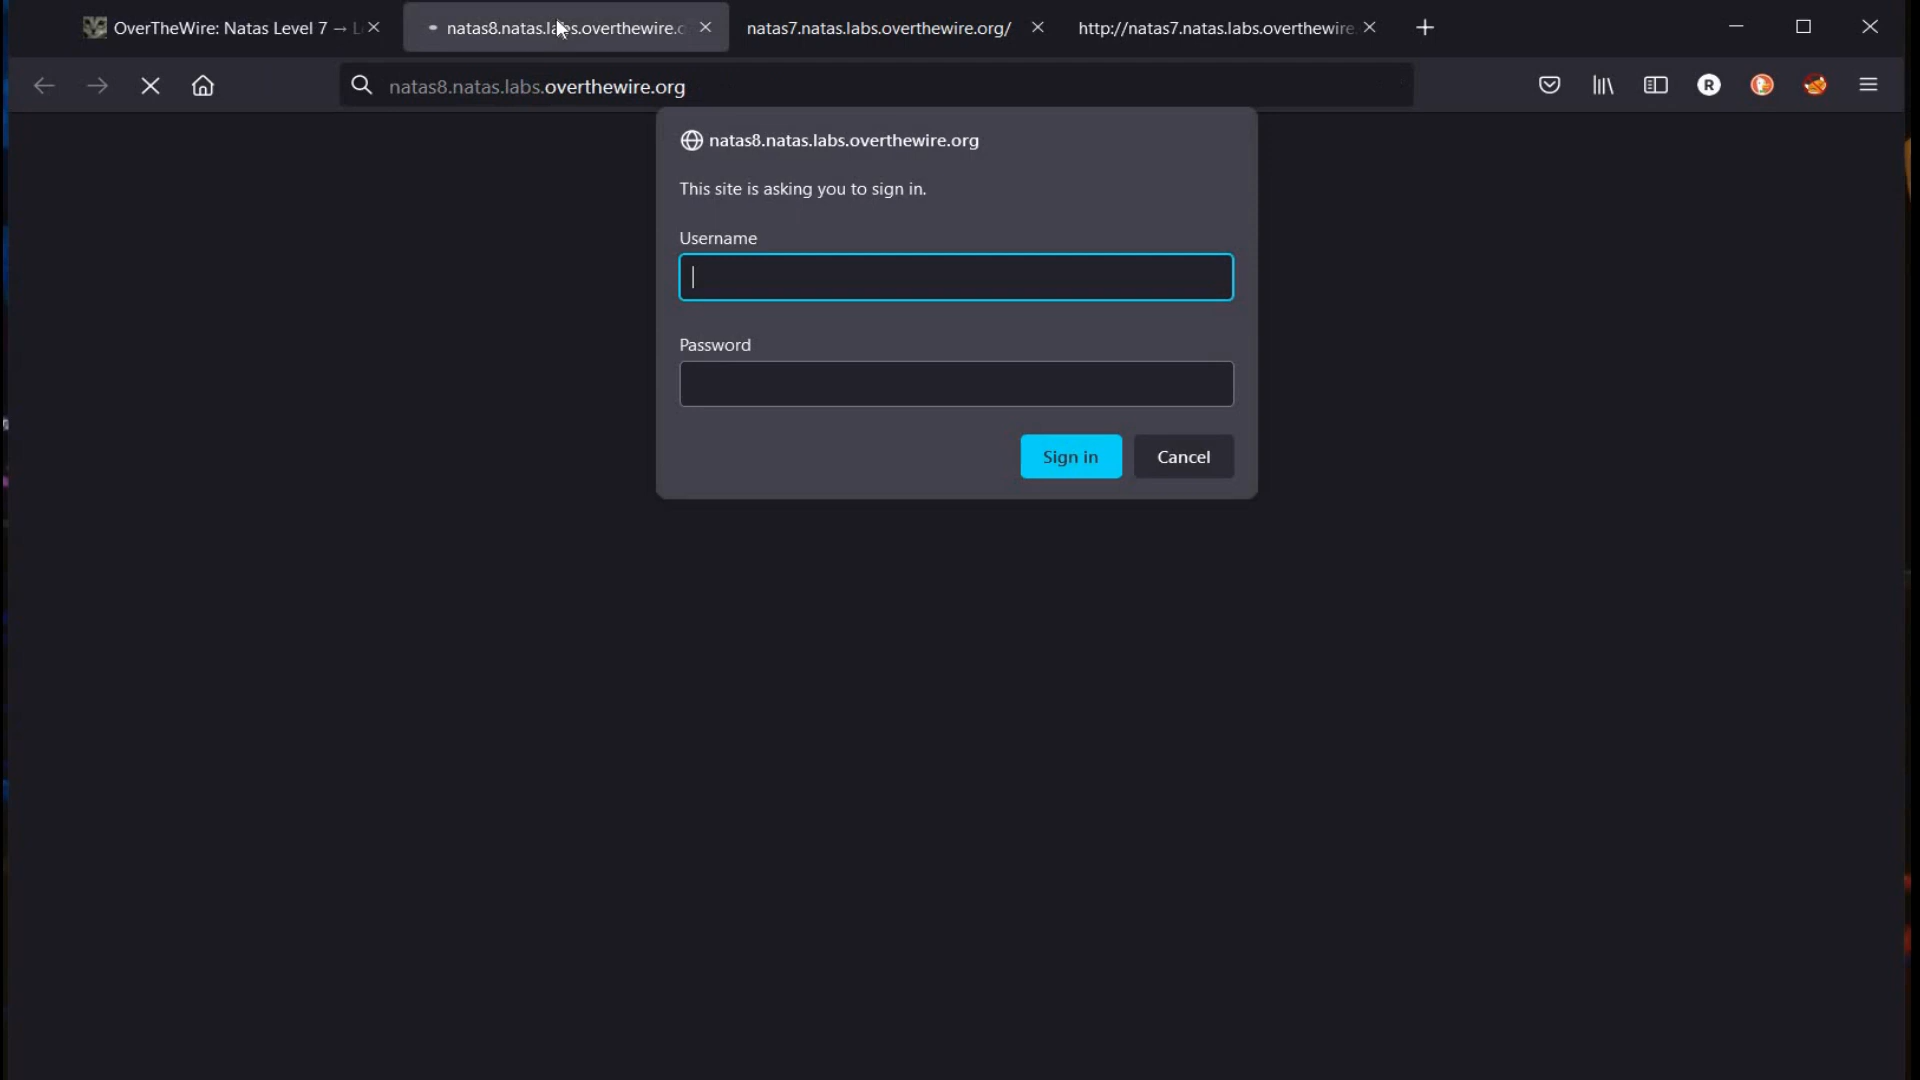 OverTheWire: Natas Level 7 → L
natas8.natas.labs.overthewire.o
natas7.natas.labs.overthewire.org/
http://natas7.natas.labs.overthewire.
natas8.natas.labs.overthewire.org
R
natas8.natas.labs.overthewire.org
This site is asking you to sign in.
Username
Password
Sign in
Cancel